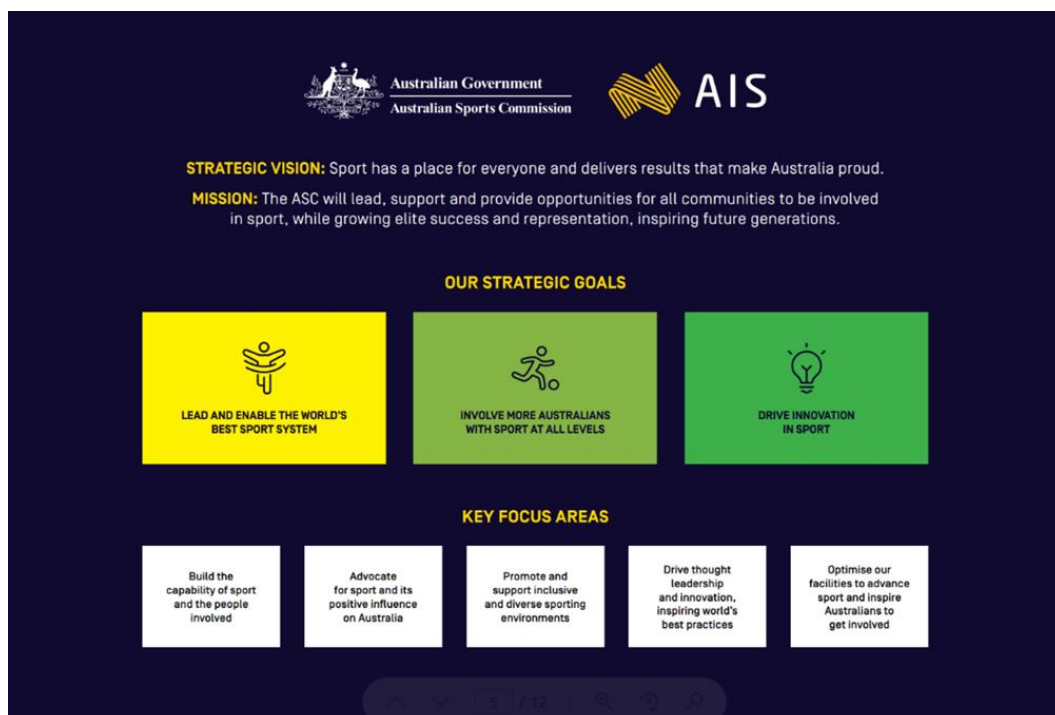 Australian Government
Australian Sports Commission
AIS
STRATEGIC VISION: Sport has a place for everyone and delivers results that make Australia proud.
MISSION: The ASC will lead, support and provide opportunities for all communities to be involved
in sport, while growing elite success and representation, inspiring future generations.
OUR STRATEGIC GOALS
LEAD AND ENABLE THE WORLD'S
BEST SPORT SYSTEM
INVOLVE MORE AUSTRALIANS
WITH SPORT AT ALL LEVELS
DRIVE INNOVATION
IN SPORT
KEY FOCUS AREAS
Build the
capability of sport
and the people
involved
Advocate
for sport and its
positive influence
on Australia
Promote and
support inclusive
and diverse sporting
environments
Drive thought
leadership
and innovation,
inspiring world's
best practices
Optimise our
facilities to advance
sport and inspire
Australians to
get involved
5 / 12